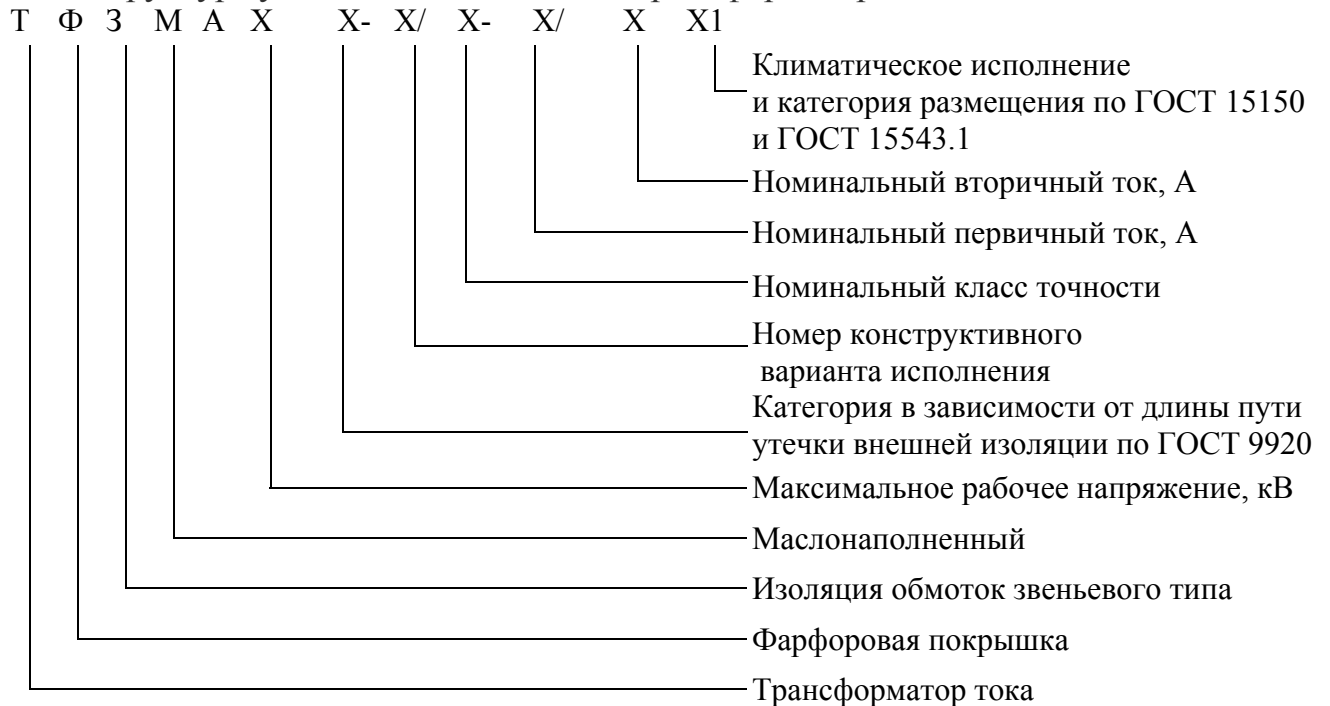 Т Ф З М А Х Х- Х/ Х- Х/ Х Х1
Климатическое исполнение
и категория размещения по ГОСТ 15150
и ГОСТ 15543.1
Номинальный вторичный ток, А
Номинальный первичный ток, А
Номинальный класс точности
Номер конструктивного
варианта исполнения
Категория в зависимости от длины пути
утечки внешней изоляции по ГОСТ 9920
Максимальное рабочее напряжение, кВ
Маслонаполненный
Изоляция обмоток звеньевого типа
Фарфоровая покрышка
Трансформатор тока